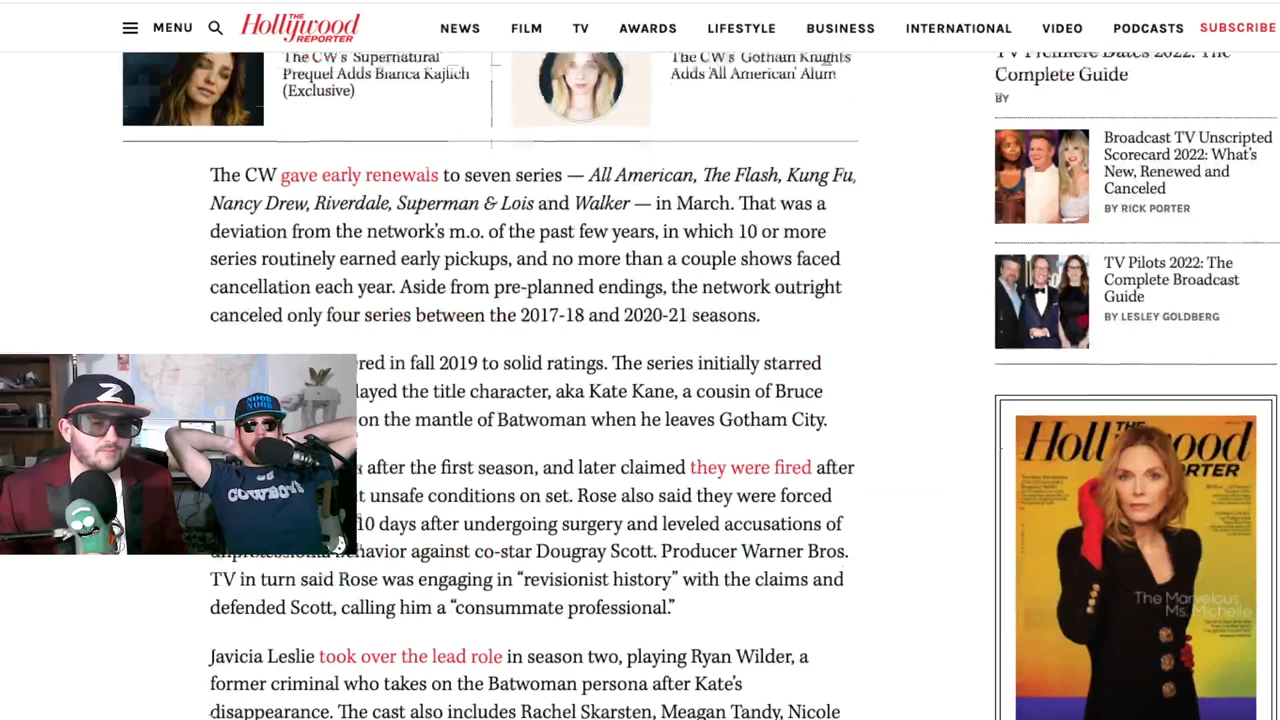 MENU
THE
Hollywood
REPORTER
NEWS
FILM
TV
AWARDS
LIFESTYLE
BUSINESS
INTERNATIONAL
VIDEO
PODCASTS
SUBSCRIBE
The CW's 'Supernatural'
Prequel Adds Bianca Kajlich
(Exclusive)
The CW's 'Gotham Knights'
Adds 'All American' Alum
TV Premiere Dates 2022: The
Complete Guide
BY
Broadcast TV Unscripted
Scorecard 2022: What's
New, Renewed and
Canceled
BY RICK PORTER
TV Pilots 2022: The
Complete Broadcast
Guide
BY LESLEY GOLDBERG
The CW gave early renewals to seven series — All American, The Flash, Kung Fu,
Nancy Drew, Riverdale, Superman & Lois and Walker — in March. That was a
deviation from the network's m.o. of the past few years, in which 10 or more
series routinely earned early pickups, and no more than a couple shows faced
cancellation each year. Aside from pre-planned endings, the network outright
canceled only four series between the 2017-18 and 2020-21 seasons.
red in fall 2019 to solid ratings. The series initially starred
layed the title character, aka Kate Kane, a cousin of Bruce
on the mantle of Batwoman when he leaves Gotham City.
after the first season, and later claimed they were fired after
t unsafe conditions on set. Rose also said they were forced
10 days after undergoing surgery and leveled accusations of
behavior against co-star Dougray Scott. Producer Warner Bros.
TV in turn said Rose was engaging in “revisionist history” with the claims and
defended Scott, calling him a “consummate professional.”
Javicia Leslie took over the lead role in season two, playing Ryan Wilder, a
former criminal who takes on the Batwoman persona after Kate's
disappearance. The cast also includes Rachel Skarsten, Meagan Tandy, Nicole
Z
NOOB
NOOB
COWBOYS
THE
Hollywood
REPORTER
The Marvelous
Ms. Michelle